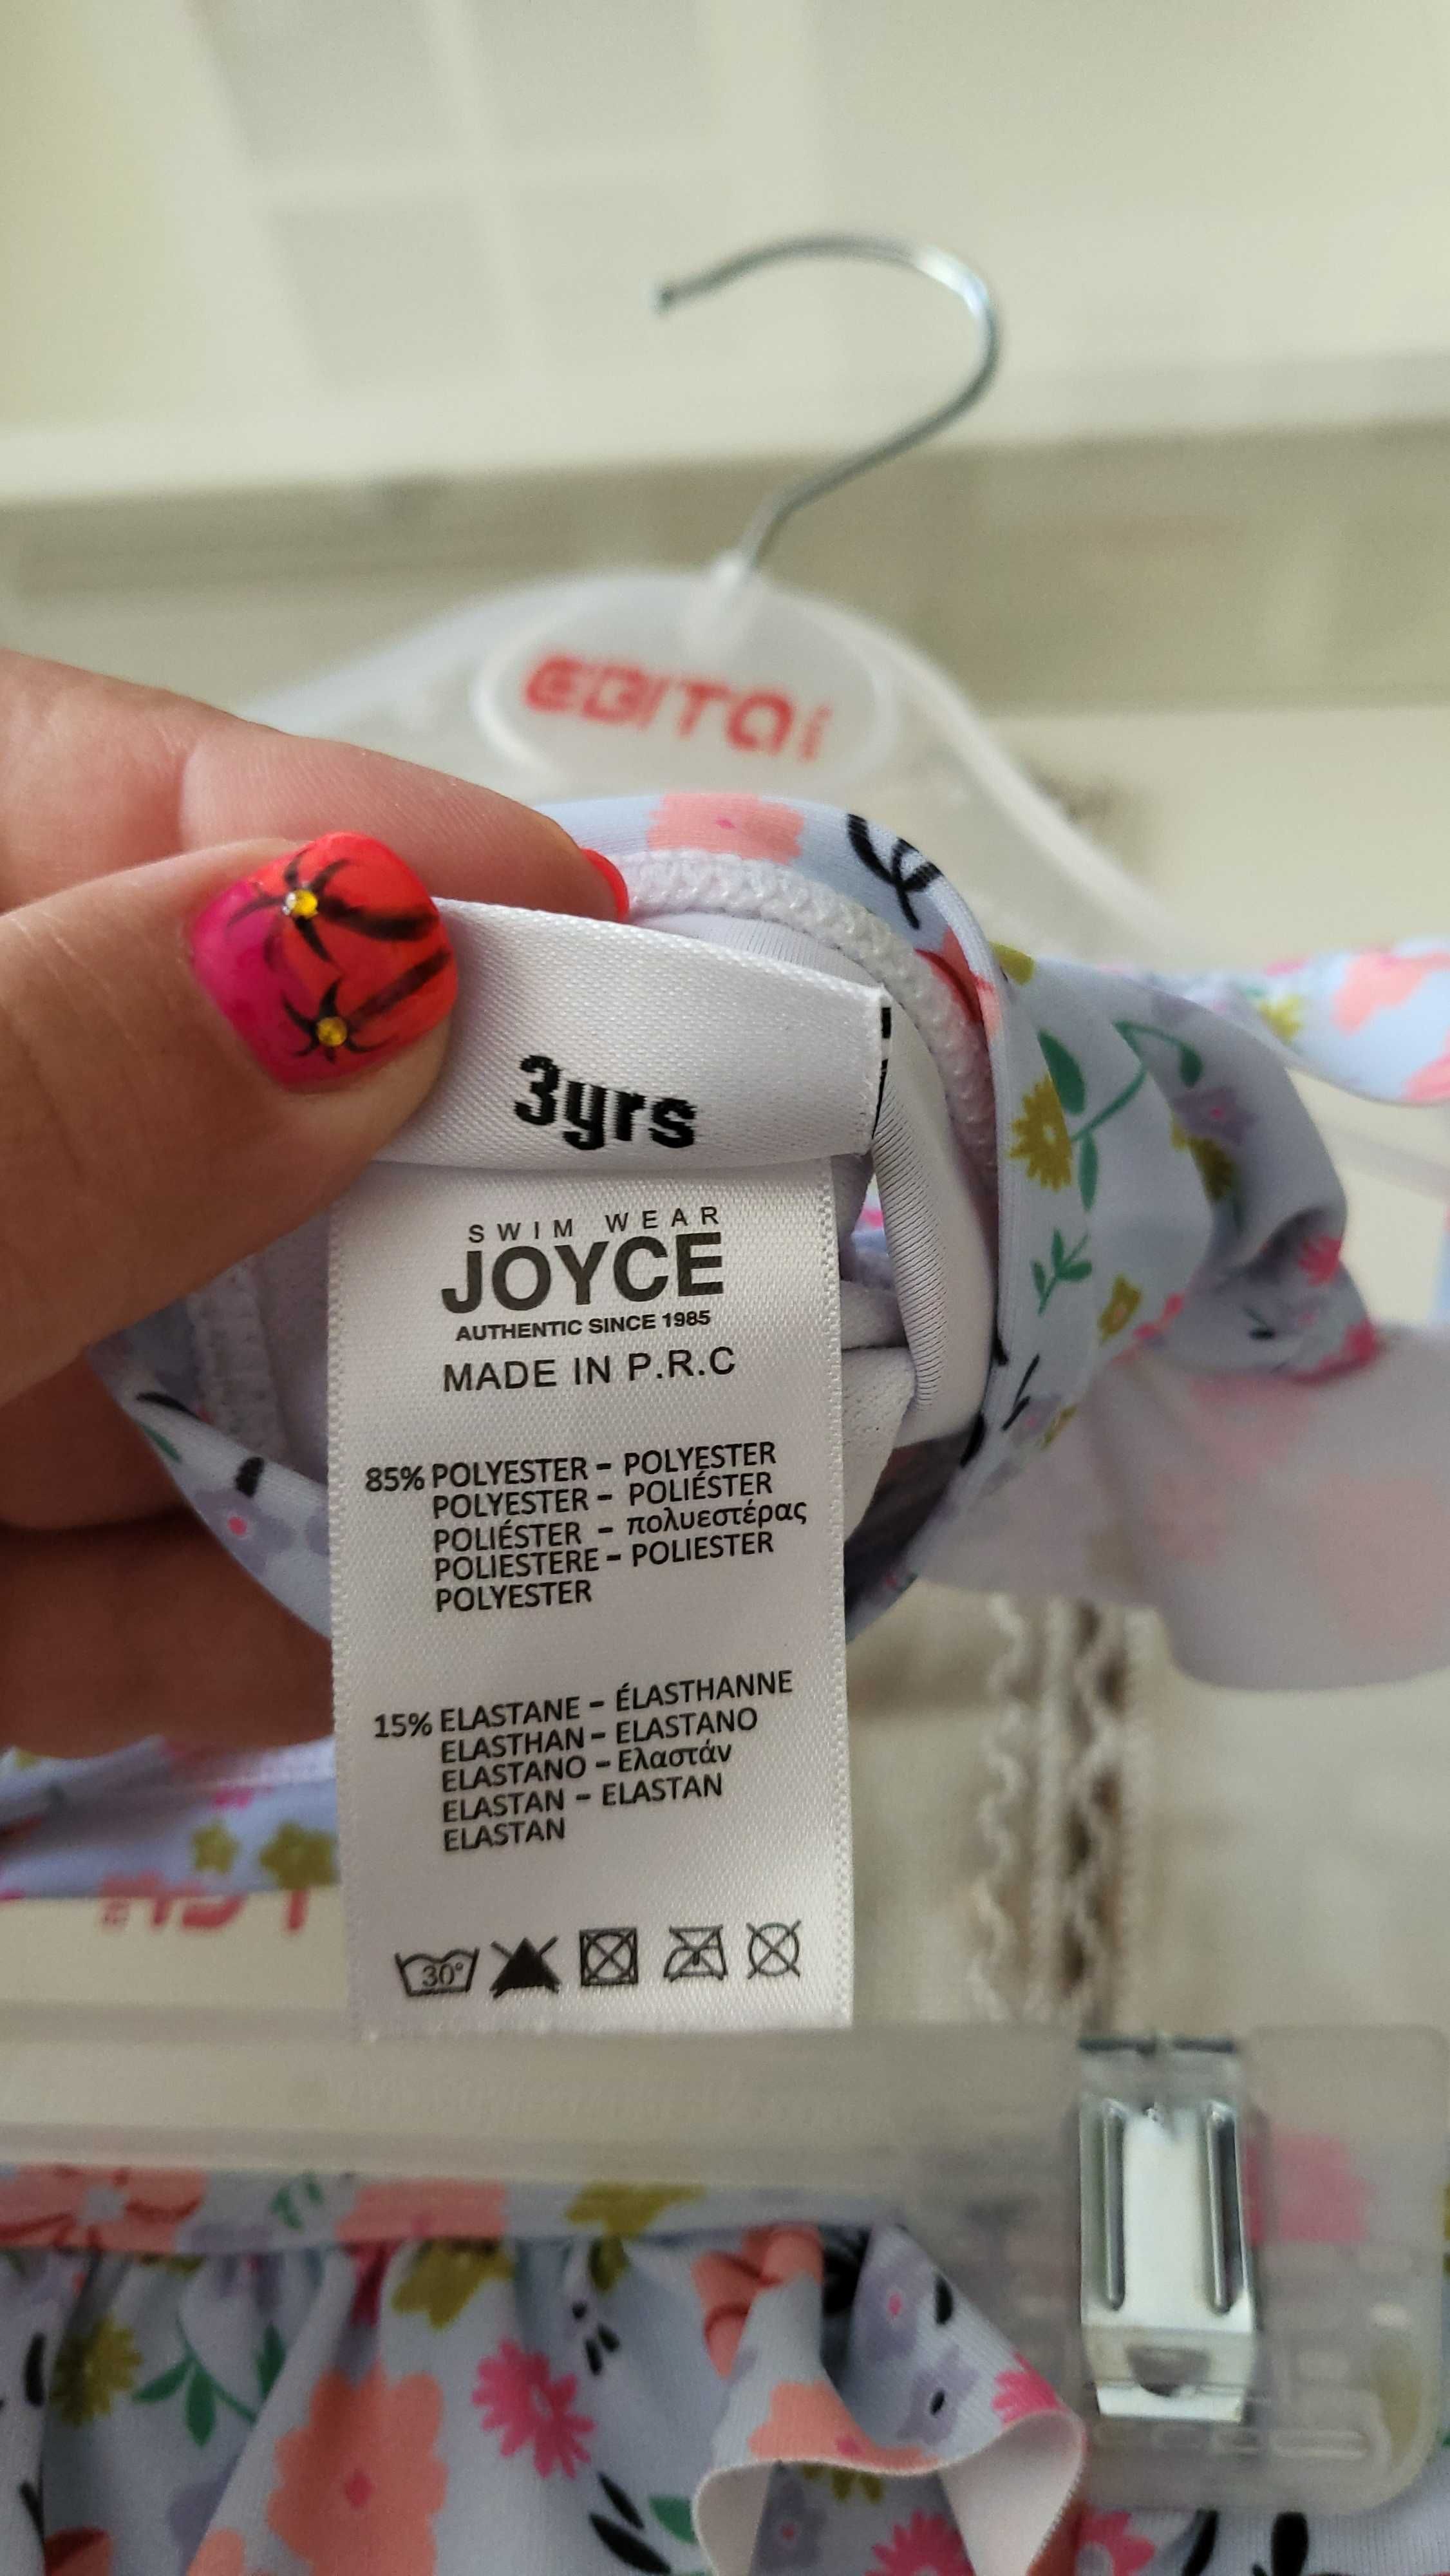 EBITA
3yrs
SWIM WEAR
JOYCE
AUTHENTIC SINCE 1985
MADE IN P.R.C
85% POLYESTER – POLYESTER
POLYESTER – POLIÉSTER
POLIÉSTER – πολυεστέρας
POLIESTERE – POLIESTER
POLYESTER
15% ELASTANE – ÉLASTHANNE
ELASTHAN – ELASTANO
ELASTANO – Ελαστάν
ELASTAN – ELASTAN
ELASTAN
30°